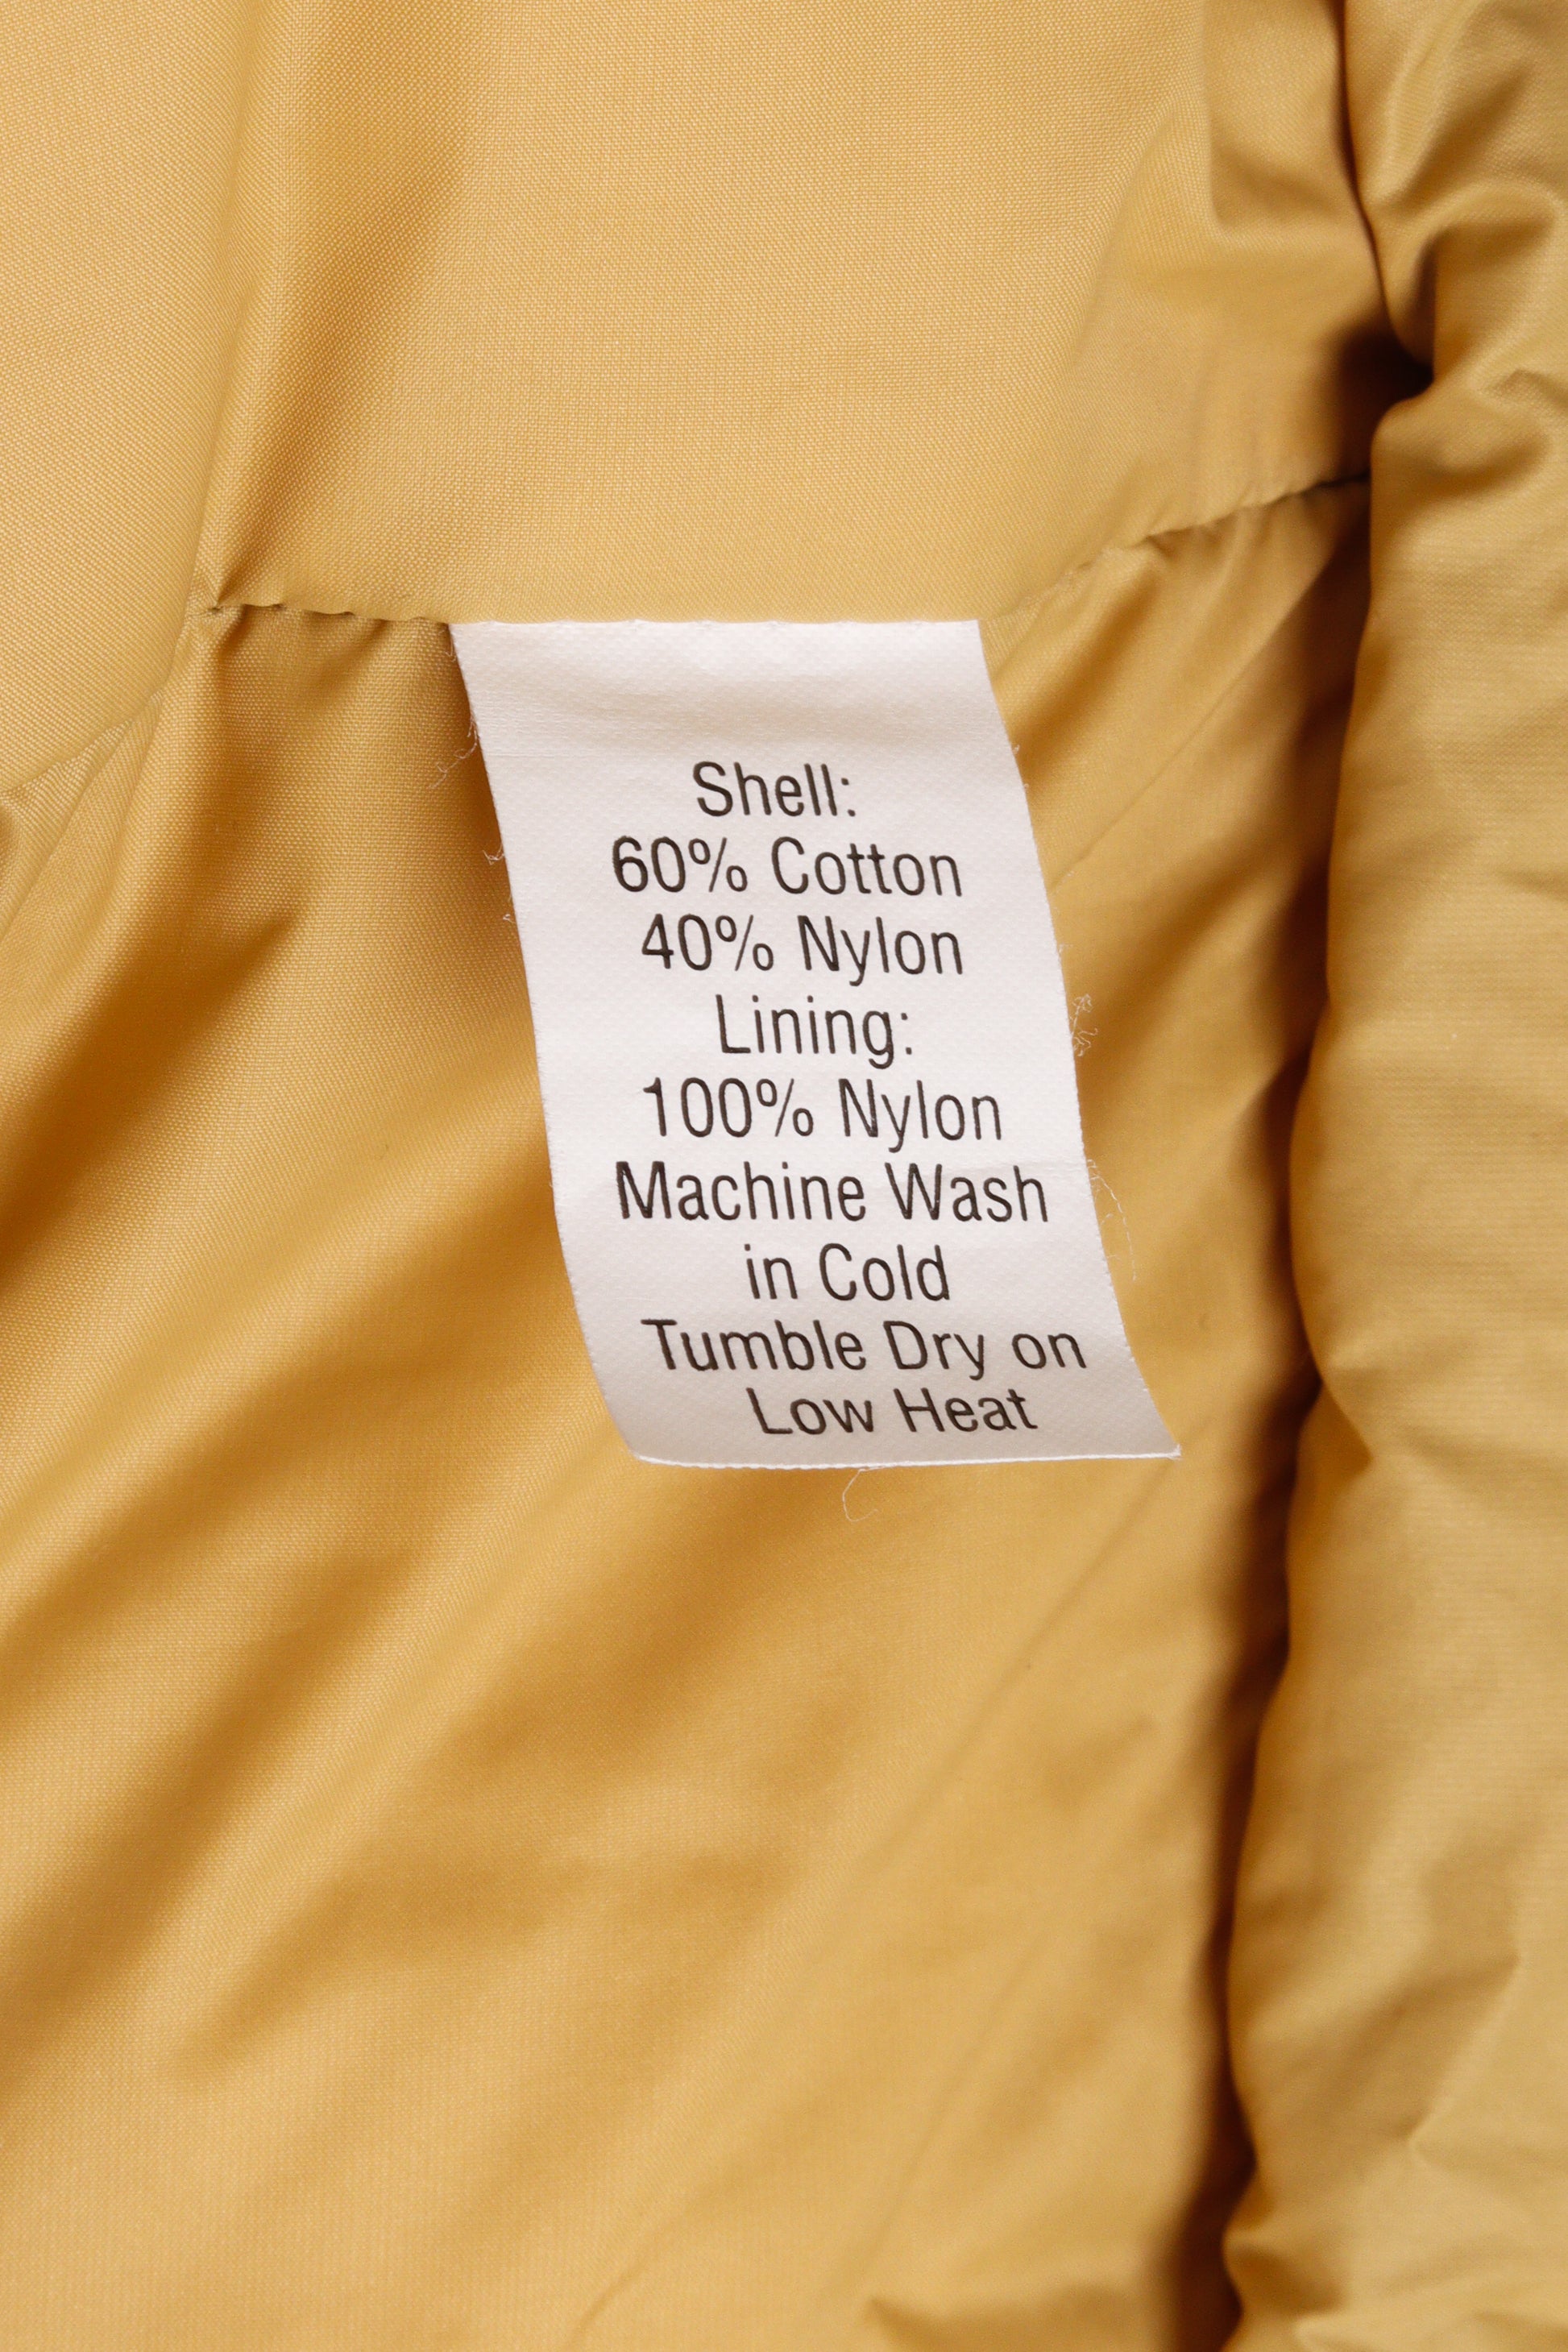 Shell:
60% Cotton
40% Nylon
Lining:
100% Nylon
Machine Wash
in Cold
Tumble Dry on
Low Heat